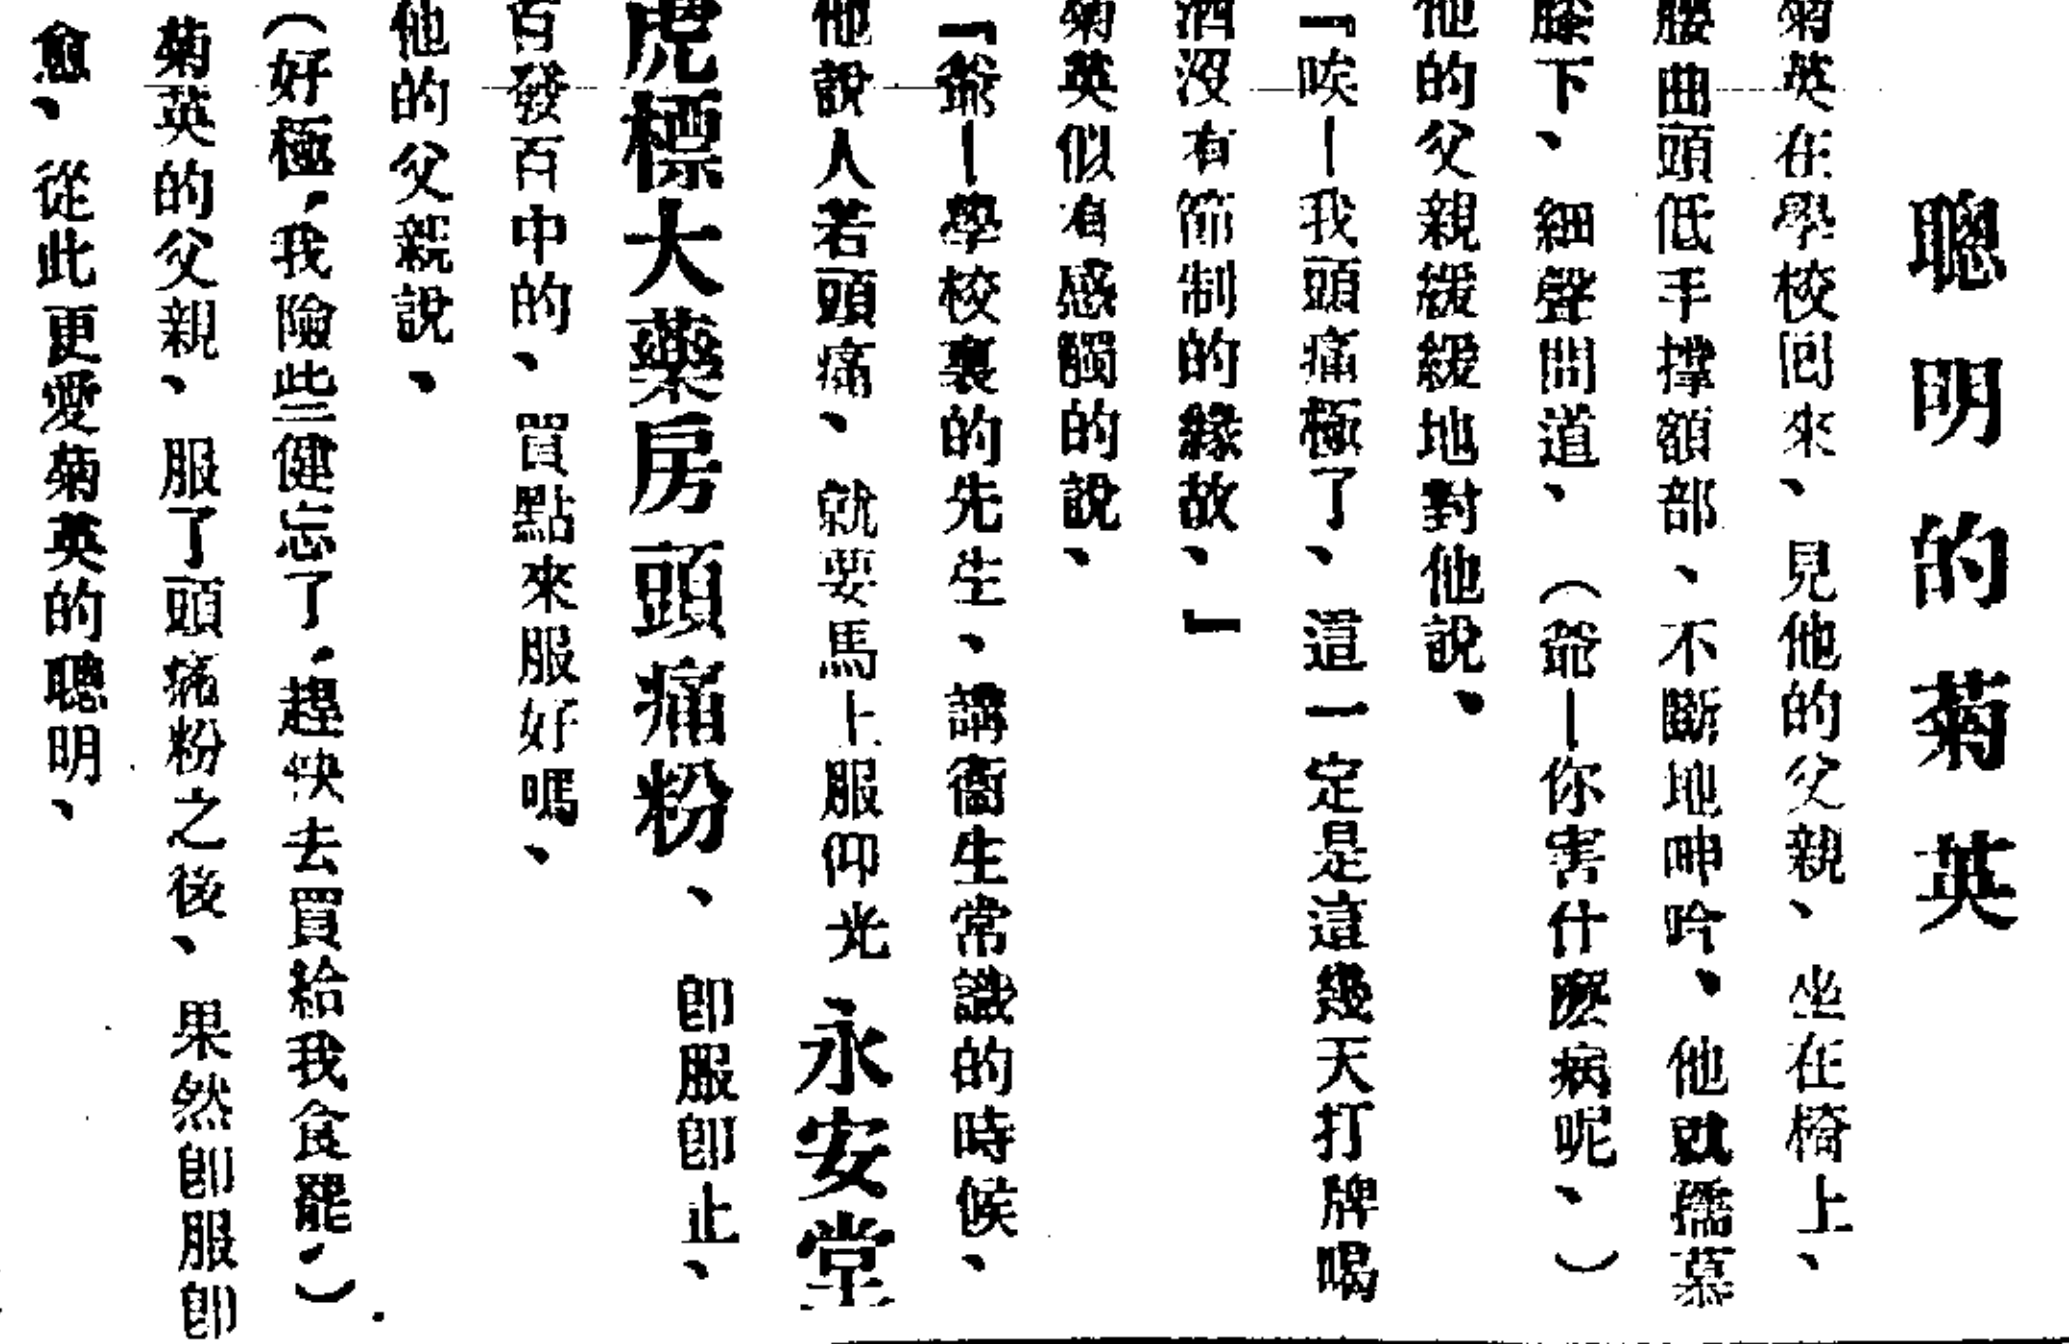 聰明的菊英
菊英在學校回來、見他的父親、坐在椅上、
腰曲頭低手撑額部、不斷地呻吟、他就孺慕
膝下、細聲問道、（爺—你害什麽病呢、）
他的父親緩緩地對他說、
『唉—我頭痛極了、這一定是這幾天打牌喝
酒沒有節制的緣故、』
菊英似有感觸的說、
『爺—學校裏的先生、講衞生常識的時候、
他說人若頭痛、就要馬上服仰光、永安堂
虎標大藥房頭痛粉、卽服卽止、
百發百中的、買點來服好嗎、
他的父親說、
（好極，我險些健忘了，趕快去買給我食罷，）
菊英的父親、服了頭痛粉之後、果然卽服卽
愈、從此更愛菊英的聰明、